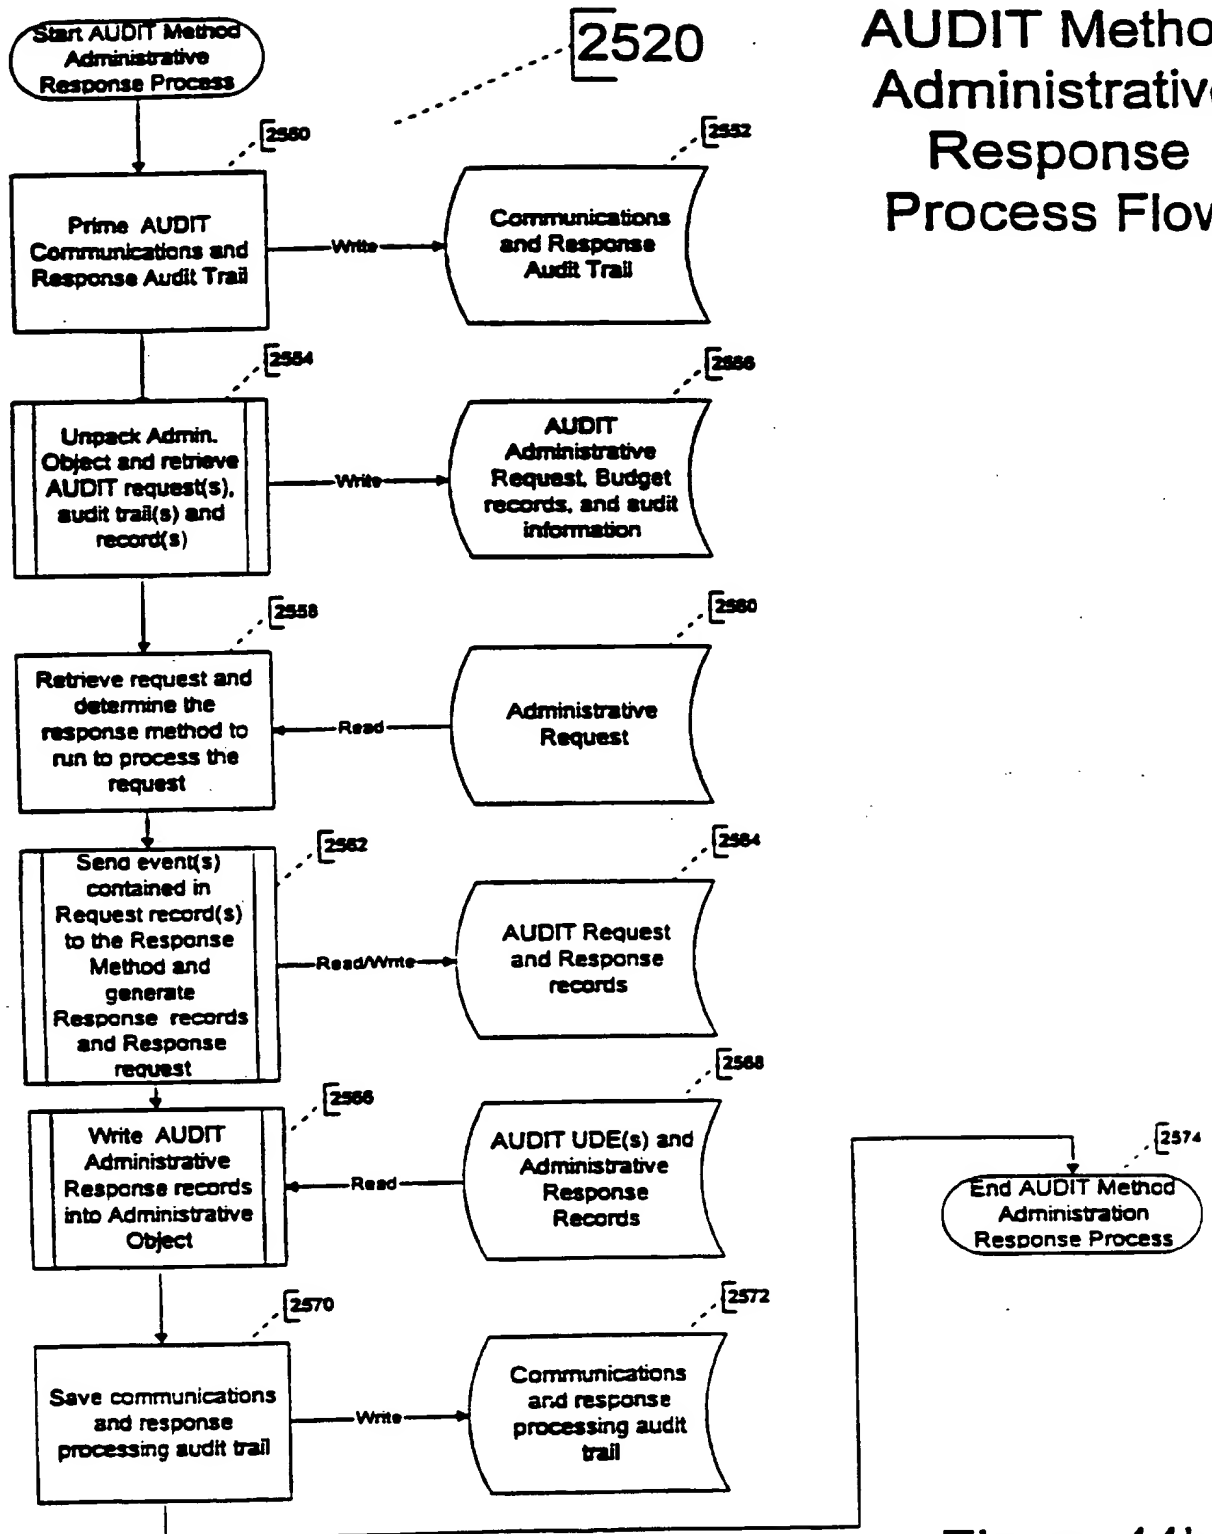 Start AUDIT Method
Administrative
Response Process
2520
AUDIT Metho
Administrative
Response
Process Flow
2550
Prime AUDIT
Communications and
Response Audit Trail
Write
2552
Communications
and Response
Audit Trail
2554
Unpack Admin.
Object and retrieve
AUDIT request(s),
audit trail(s) and
record(s)
Write
2556
AUDIT
Administrative
Request, Budget
records, and audit
information
2558
Retrieve request and
determine the
response method to
run to process the
request
Read
2560
Administrative
Request
2562
Send event(s)
contained in
Request record(s)
to the Response
Method and
generate
Response records
and Response
request
Read/Write
2564
AUDIT Request
and Response
records
2566
Write AUDIT
Administrative
Response records
into Administrative
Object
Read
2568
AUDIT UDE(s) and
Administrative
Response
Records
2570
Save communications
and response
processing audit trail
Write
2572
Communications
and response
processing audit
trail
2574
End AUDIT Method
Administration
Response Process